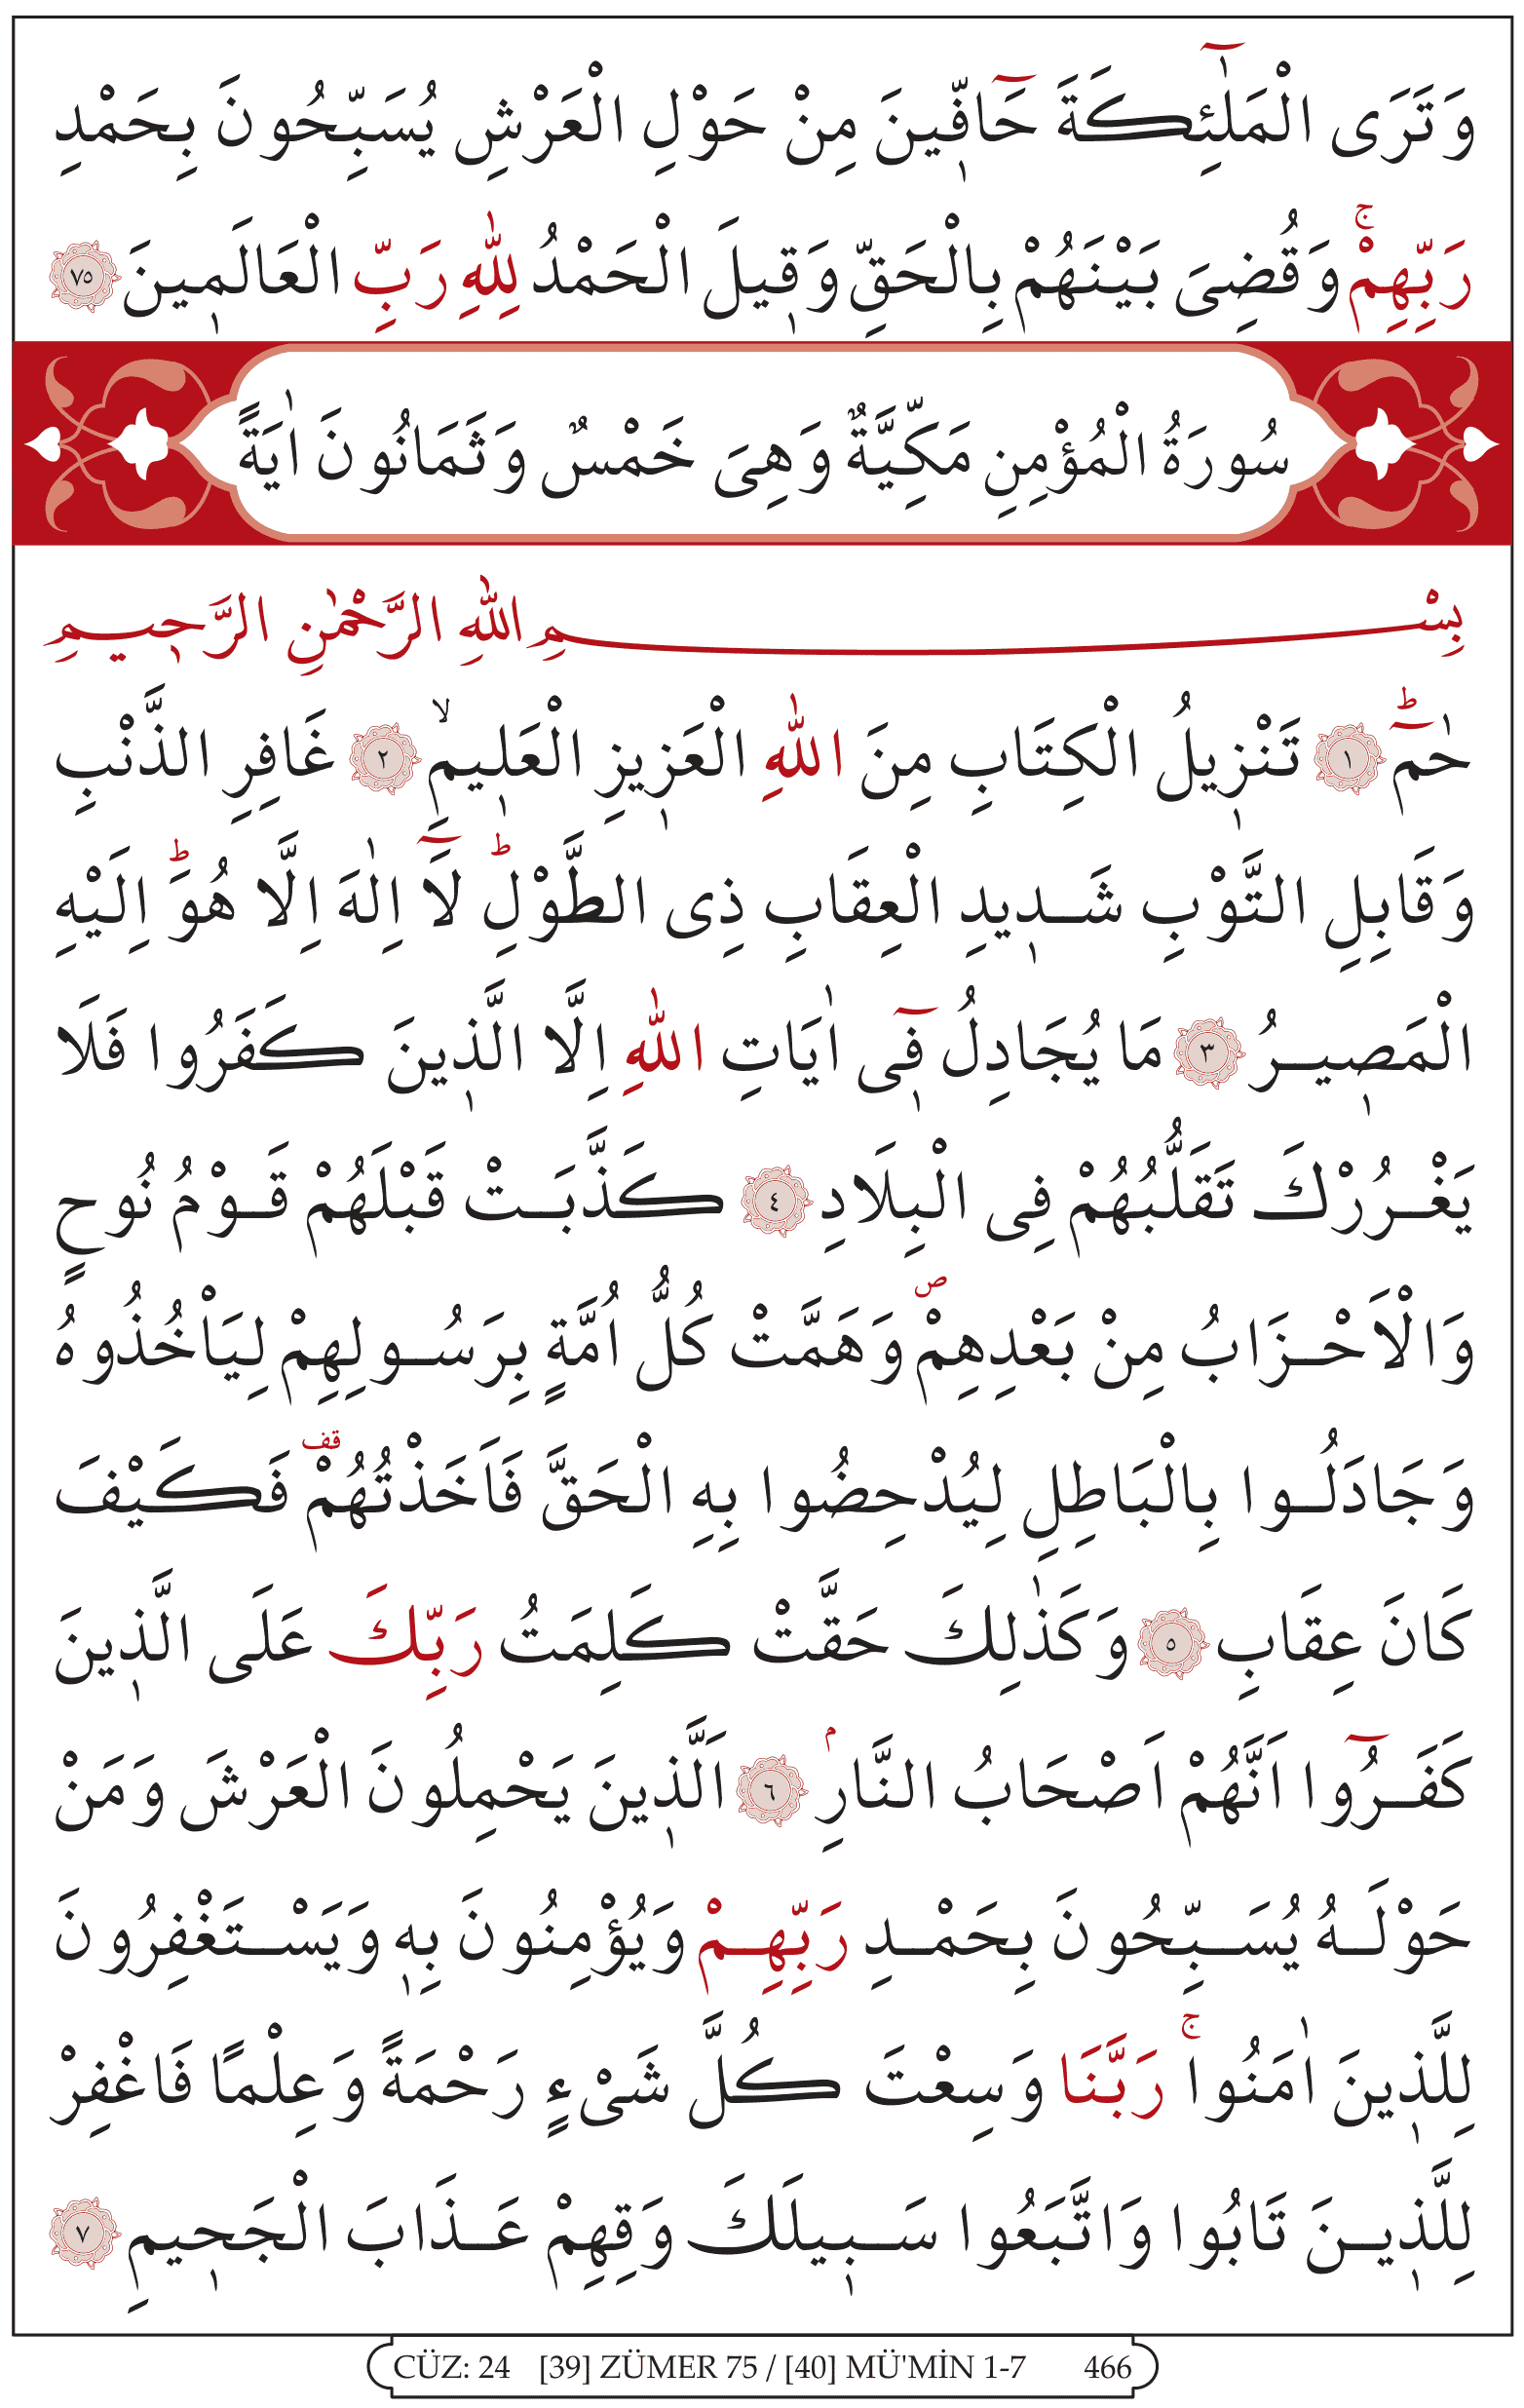 وَتَرَى الْمَلٰٓئِكَةَ حَٓافّٖينَ مِنْ حَوْلِ الْعَرْشِ يُسَبِّحُونَ بِحَمْدِ
رَبِّهِمْۚ وَقُضِىَ بَيْنَهُمْ بِالْحَقِّ وَقٖيلَ الْحَمْدُ لِلّٰهِ رَبِّ الْعَالَمٖينَ ﴿٧٥﴾
سُورَةُ الْمُؤْمِنِ مَكِّيَّةٌ وَهِىَ خَمْسٌ وَثَمَانُونَ اٰيَةً
بِسْمِ اللّٰهِ الرَّحْمٰنِ الرَّحٖيمِ
حٰمٓؕ ﴿١﴾ تَنْزٖيلُ الْكِتَابِ مِنَ اللّٰهِ الْعَزٖيزِ الْعَلٖيمِۙ ﴿٢﴾ غَافِرِ الذَّنْبِ
وَقَابِلِ التَّوْبِ شَدٖيدِ الْعِقَابِ ذِى الطَّوْلِؕ لَٓا اِلٰهَ اِلَّا هُوَؕ اِلَيْهِ
الْمَصٖيرُ ﴿٣﴾ مَا يُجَادِلُ فٖٓى اٰيَاتِ اللّٰهِ اِلَّا الَّذٖينَ كَفَرُوا فَلَا
يَغْرُرْكَ تَقَلُّبُهُمْ فِى الْبِلَادِ ﴿٤﴾ كَذَّبَتْ قَبْلَهُمْ قَوْمُ نُوحٍ
وَالْاَحْزَابُ مِنْ بَعْدِهِمْࣕ وَهَمَّتْ كُلُّ اُمَّةٍ بِرَسُولِهِمْ لِيَاْخُذُوهُ
وَجَادَلُوا بِالْبَاطِلِ لِيُدْحِضُوا بِهِ الْحَقَّ فَاَخَذْتُهُمْࣞ فَكَيْفَ
كَانَ عِقَابِ ﴿٥﴾ وَكَذٰلِكَ حَقَّتْ كَلِمَتُ رَبِّكَ عَلَى الَّذٖينَ
كَفَرُٓوا اَنَّهُمْ اَصْحَابُ النَّارِۘ ﴿٦﴾ اَلَّذٖينَ يَحْمِلُونَ الْعَرْشَ وَمَنْ
حَوْلَهُ يُسَبِّحُونَ بِحَمْدِ رَبِّهِمْ وَيُؤْمِنُونَ بِهٖ وَيَسْتَغْفِرُونَ
لِلَّذٖينَ اٰمَنُواۚ رَبَّنَا وَسِعْتَ كُلَّ شَىْءٍ رَحْمَةً وَعِلْمًا فَاغْفِرْ
لِلَّذٖينَ تَابُوا وَاتَّبَعُوا سَبٖيلَكَ وَقِهِمْ عَذَابَ الْجَحٖيمِ ﴿٧﴾
CÜZ: 24 [39] ZÜMER 75 / [40] MÜ'MİN 1-7 466